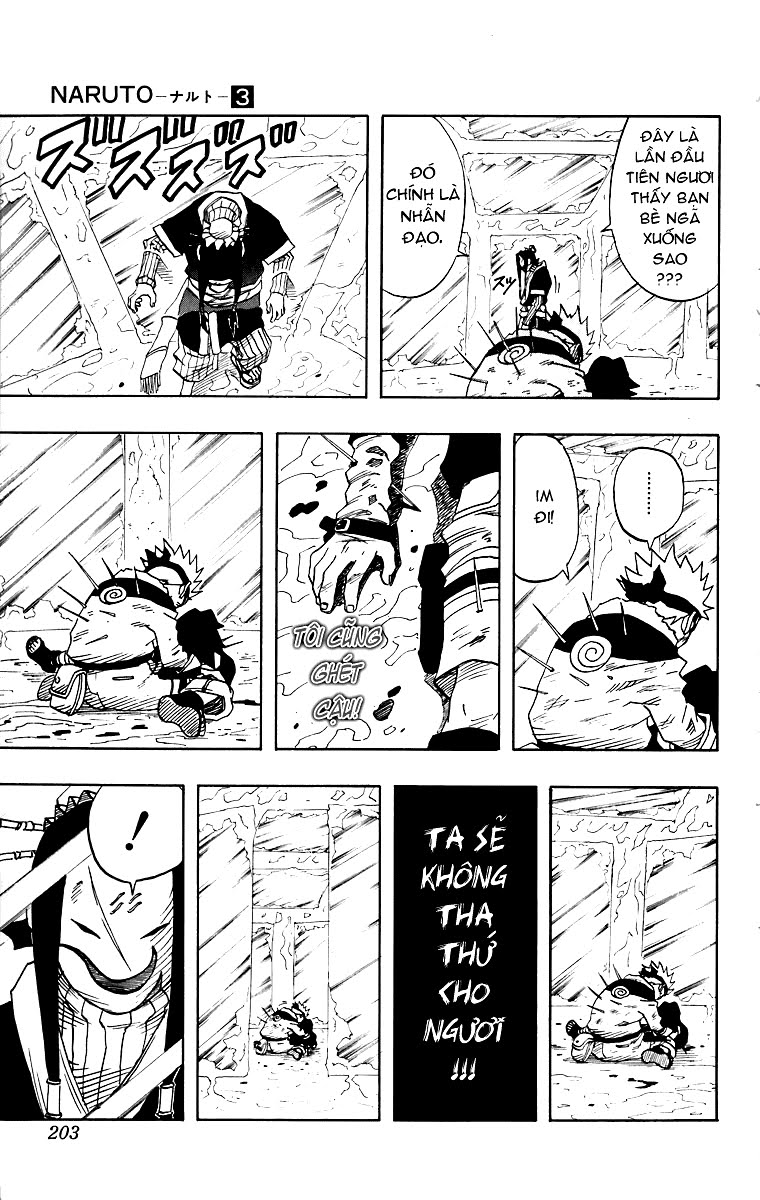 NARUTO—ナルト—3
ĐÂY LÀ
LẦN ĐẦU
TIÊN NGƯƠI
THẤY BẠN
BÈ NGÃ
XUỐNG
SAO
???
ĐÓ
CHÍNH LÀ
NHẪN
ĐẠO.
スッ
ズズズズ
........
IM
ĐI!
TÔI CŨNG
GHÉT
CẬU!
TA SẼ
KHÔNG
THA
THỨ
CHO
NGƯƠI
!!!
!
203